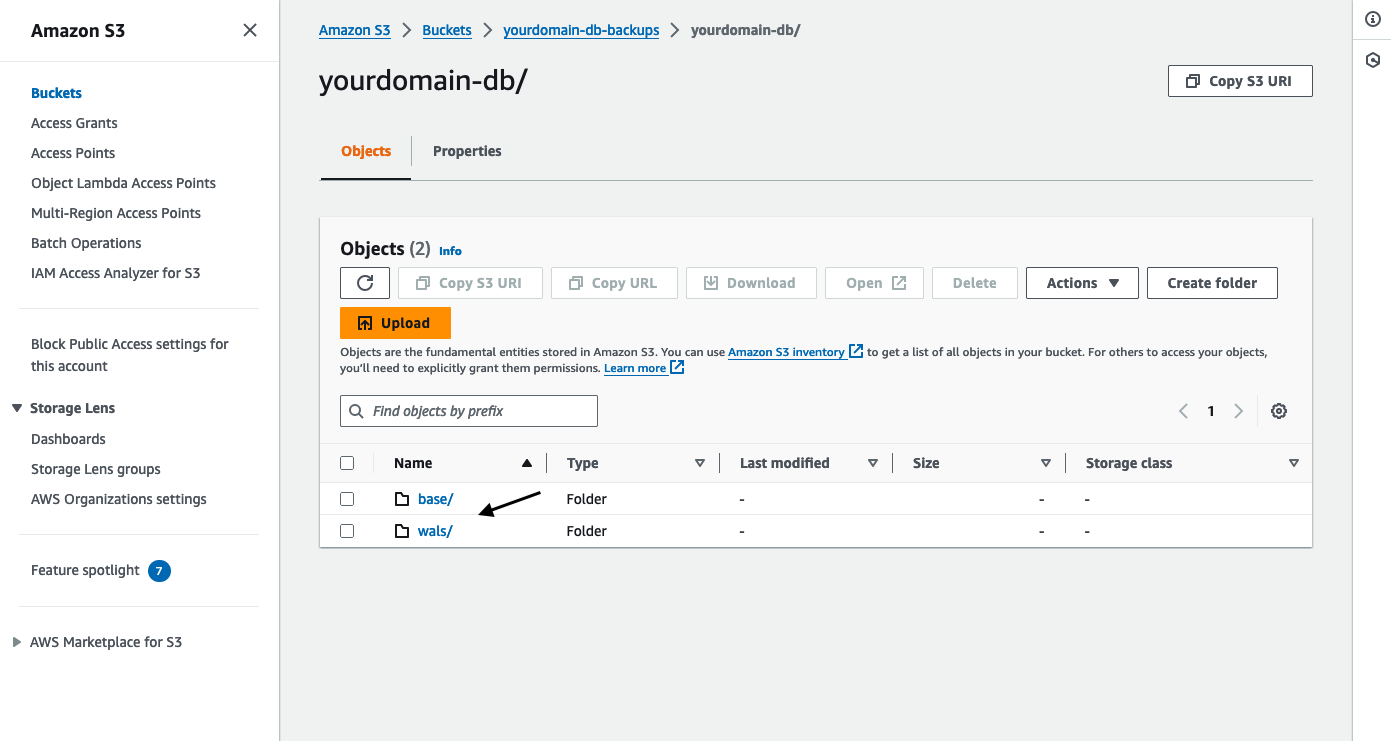 Amazon S3
Buckets
Access Grants
Access Points
Object Lambda Access Points
Multi-Region Access Points
Batch Operations
IAM Access Analyzer for S3
Block Public Access settings for
this account
Storage Lens
Dashboards
Storage Lens groups
AWS Organizations settings
Feature spotlight 7
AWS Marketplace for S3
Amazon S3 Buckets yourdomain-db-backups yourdomain-db/
yourdomain-db/
Copy S3 URI
Objects Properties
Objects (2) Info
Copy S3 URI Copy URL Download Open Delete Actions Create folder
Upload
Objects are the fundamental entities stored in Amazon S3. You can use Amazon S3 inventory to get a list of all objects in your bucket. For others to access your objects,
you'll need to explicitly grant them permissions. Learn more
Find objects by prefix
1
Name Type Last modified Size Storage class
base/ Folder - - -
wals/ Folder - - -